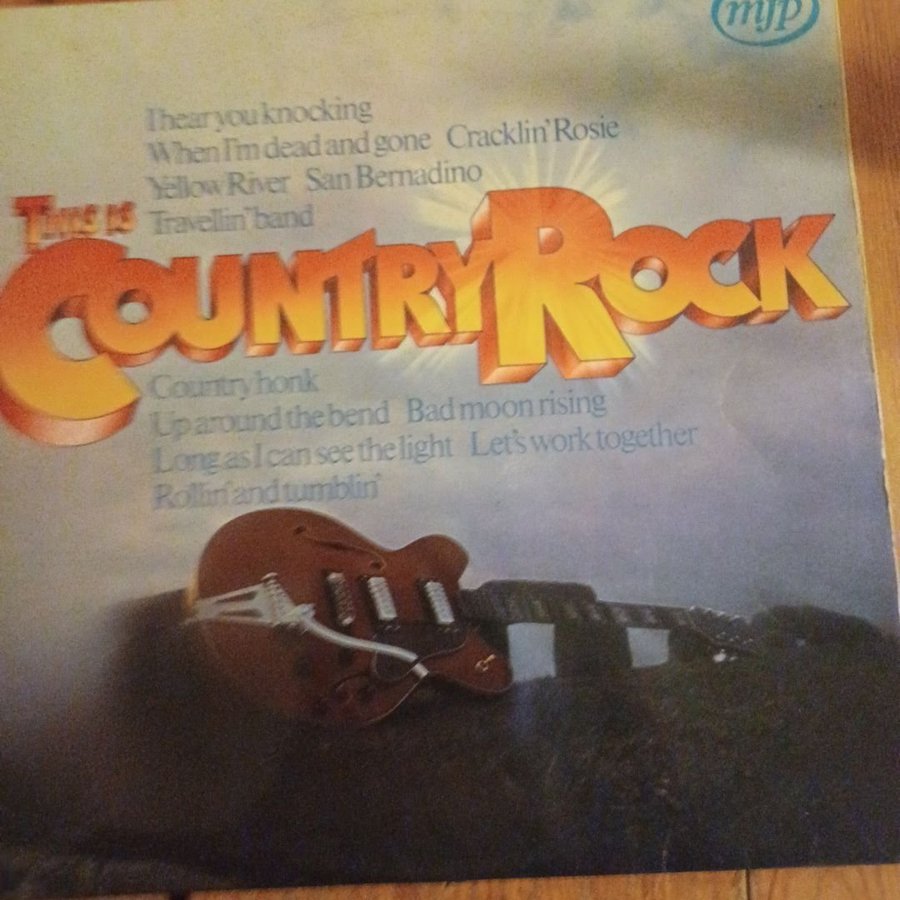 mfp
I hear you knocking
When I'm dead and gone Cracklin' Rosie
Yellow River San Bernadino
Travellin' band
THIS IS
COUNTRY ROCK
Country honk
Up around the bend Bad moon rising
Long as I can see the light Let's work together
Rollin' and tumblin'